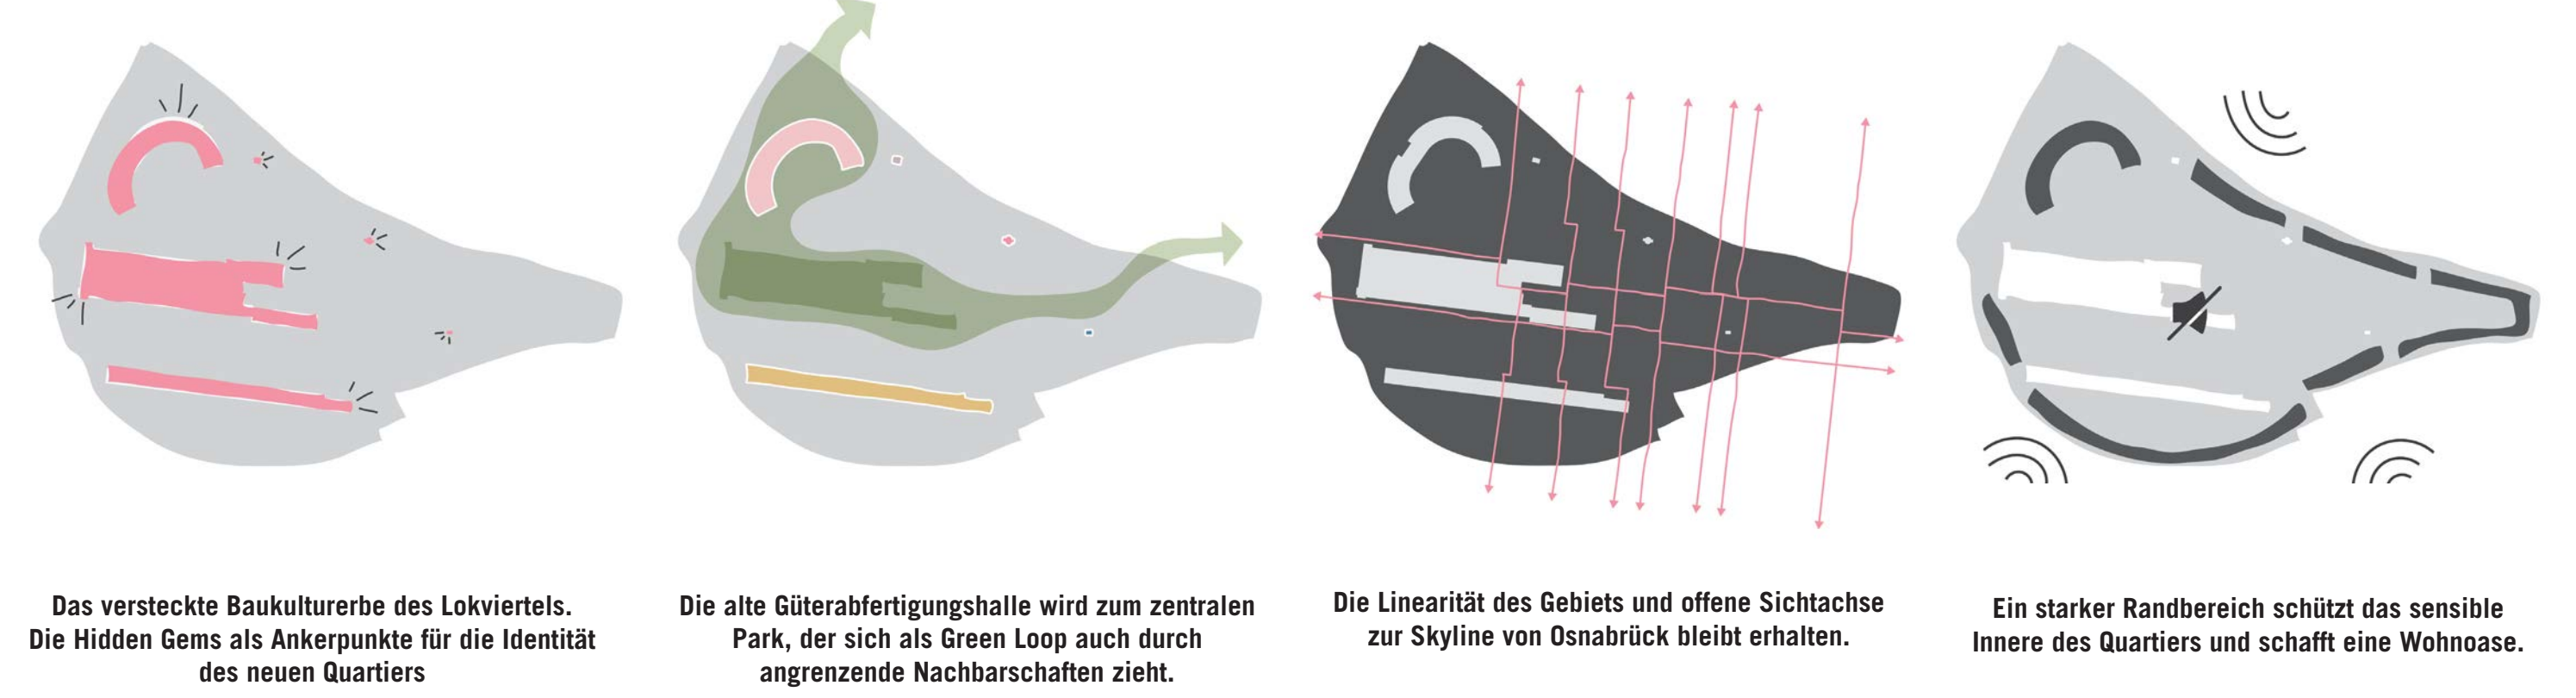 Das versteckte Baukulturerbe des Lokviertels.
Die Hidden Gems als Ankerpunkte für die Identität
des neuen Quartiers
Die alte Güterabfertigungshalle wird zum zentralen
Park, der sich als Green Loop auch durch
angrenzende Nachbarschaften zieht.
Die Linearität des Gebiets und offene Sichtachse
zur Skyline von Osnabrück bleibt erhalten.
Ein starker Randbereich schützt das sensible
Innere des Quartiers und schafft eine Wohnoase.